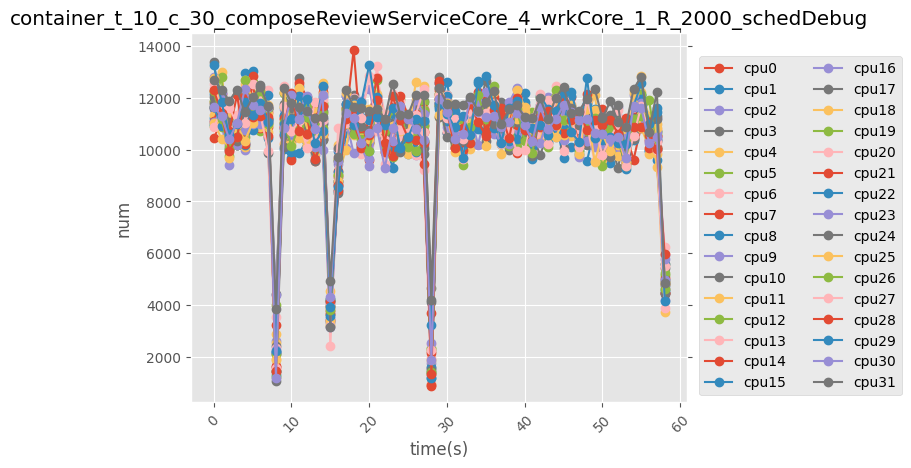 container_t_10_c_30_composeReviewServiceCore_4_wrkCore_1_R_2000_schedDebug
14000
12000
10000
8000
6000
4000
2000
num
0
10
20
30
40
50
60
time(s)
cpu0
cpu1
cpu2
cpu3
cpu4
cpu5
cpu6
cpu7
cpu8
cpu9
cpu10
cpu11
cpu12
cpu13
cpu14
cpu15
cpu16
cpu17
cpu18
cpu19
cpu20
cpu21
cpu22
cpu23
cpu24
cpu25
cpu26
cpu27
cpu28
cpu29
cpu30
cpu31